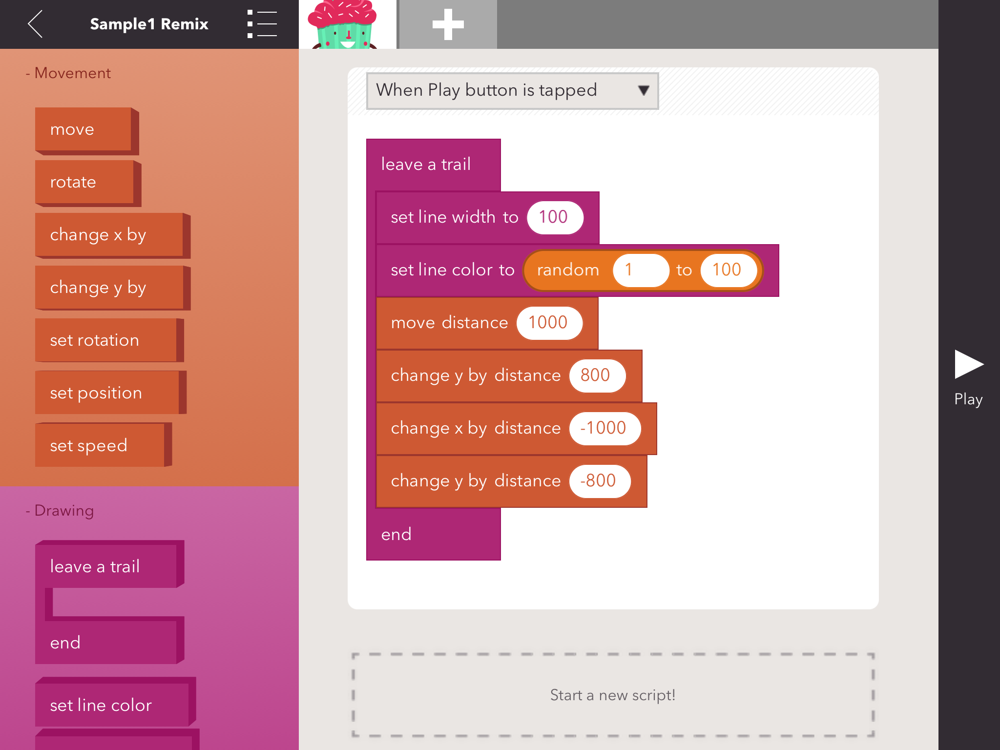 Sample1 Remix
- Movement
move
rotate
change x by
change y by
set rotation
set position
set speed
- Drawing
leave a trail
end
set line color
When Play button is tapped
leave a trail
set line width to 100
set line color to random 1 to 100
move distance 1000
change y by distance 800
change x by distance -1000
change y by distance -800
end
Start a new script!
Play